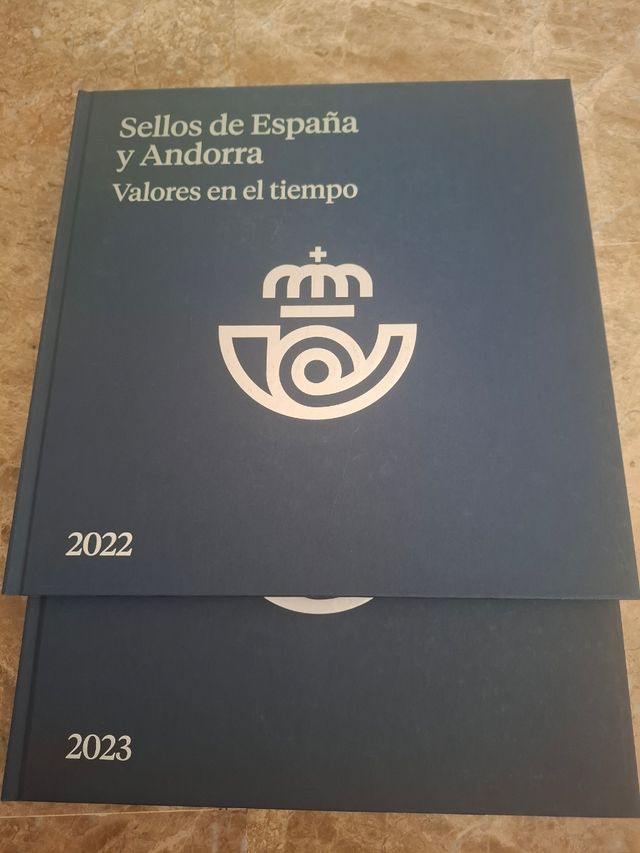 Sellos de España
y Andorra
Valores en el tiempo
2022
2023